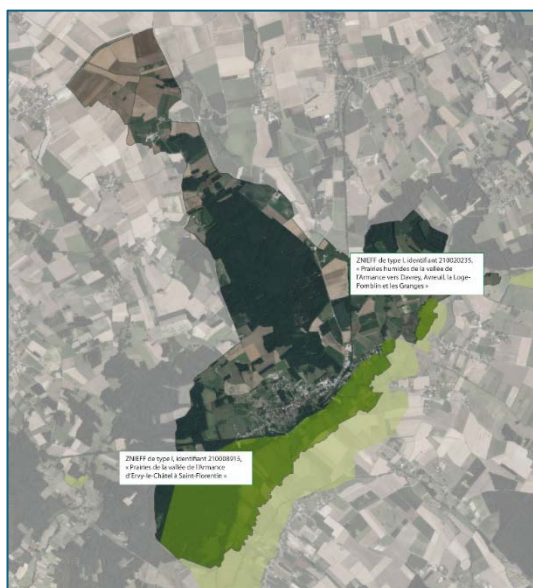 ZNIEFF de type I, identifiant 210020235,
« Prairies humides de la vallée de
l'Armance vers Davrey, Avreuil, la Loge-
Pomblin et les Granges »
ZNIEFF de type I, identifiant 210008915,
« Prairies de la vallée de l'Armance
d'Ervy-le-Châtel à Saint-Florentin »